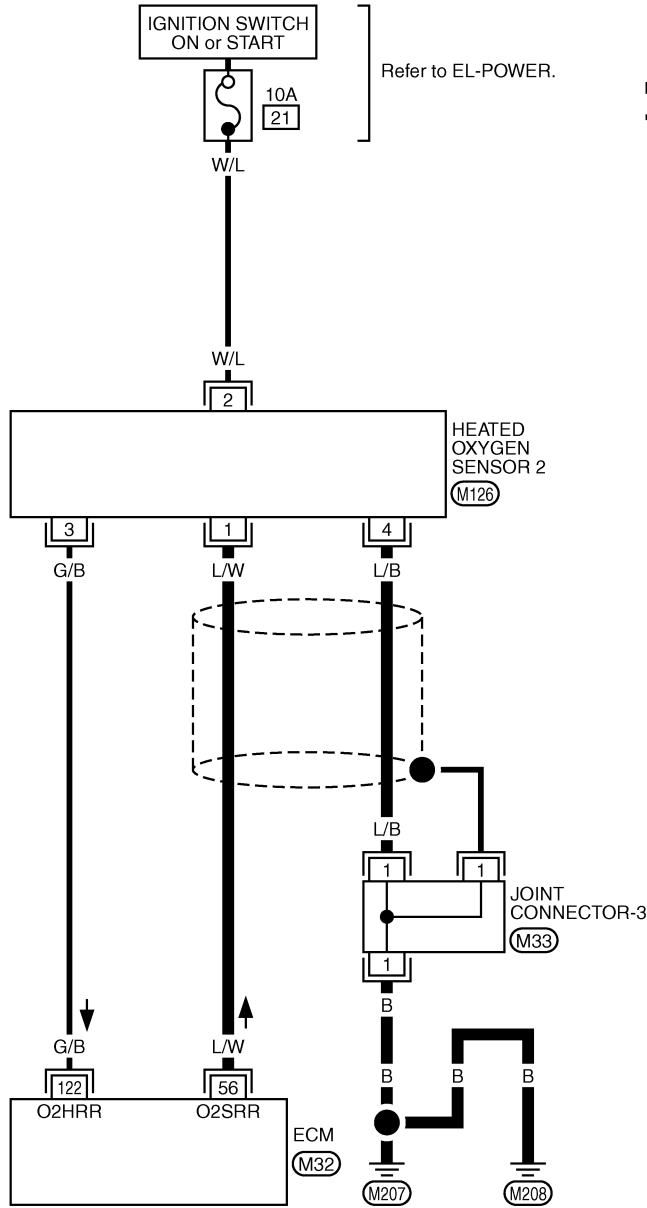 IGNITION SWITCH
ON or START
Refer to EL-POWER.
10A
21
W/L
W/L
2
HEATED
OXYGEN
SENSOR 2
M126
3
1
4
G/B
L/W
L/B
L/B
1
1
JOINT
CONNECTOR-3
M33
1
B
G/B
L/W
B
B
B
122
56
O2HRR
O2SRR
ECM
M32
M207
M208